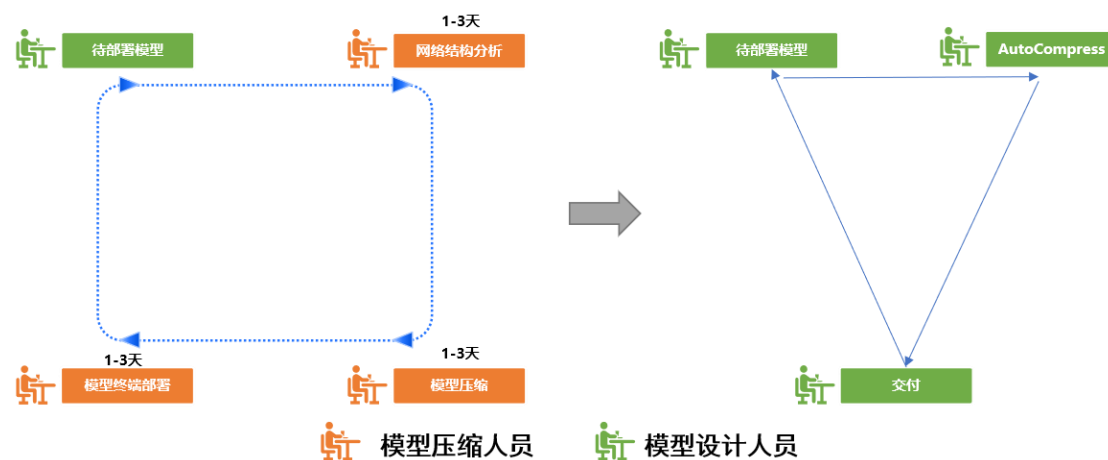 1-3天
待部署模型
网络结构分析
待部署模型
AutoCompress
1-3天
模型终端部署
1-3天
模型压缩
交付
模型压缩人员
模型设计人员